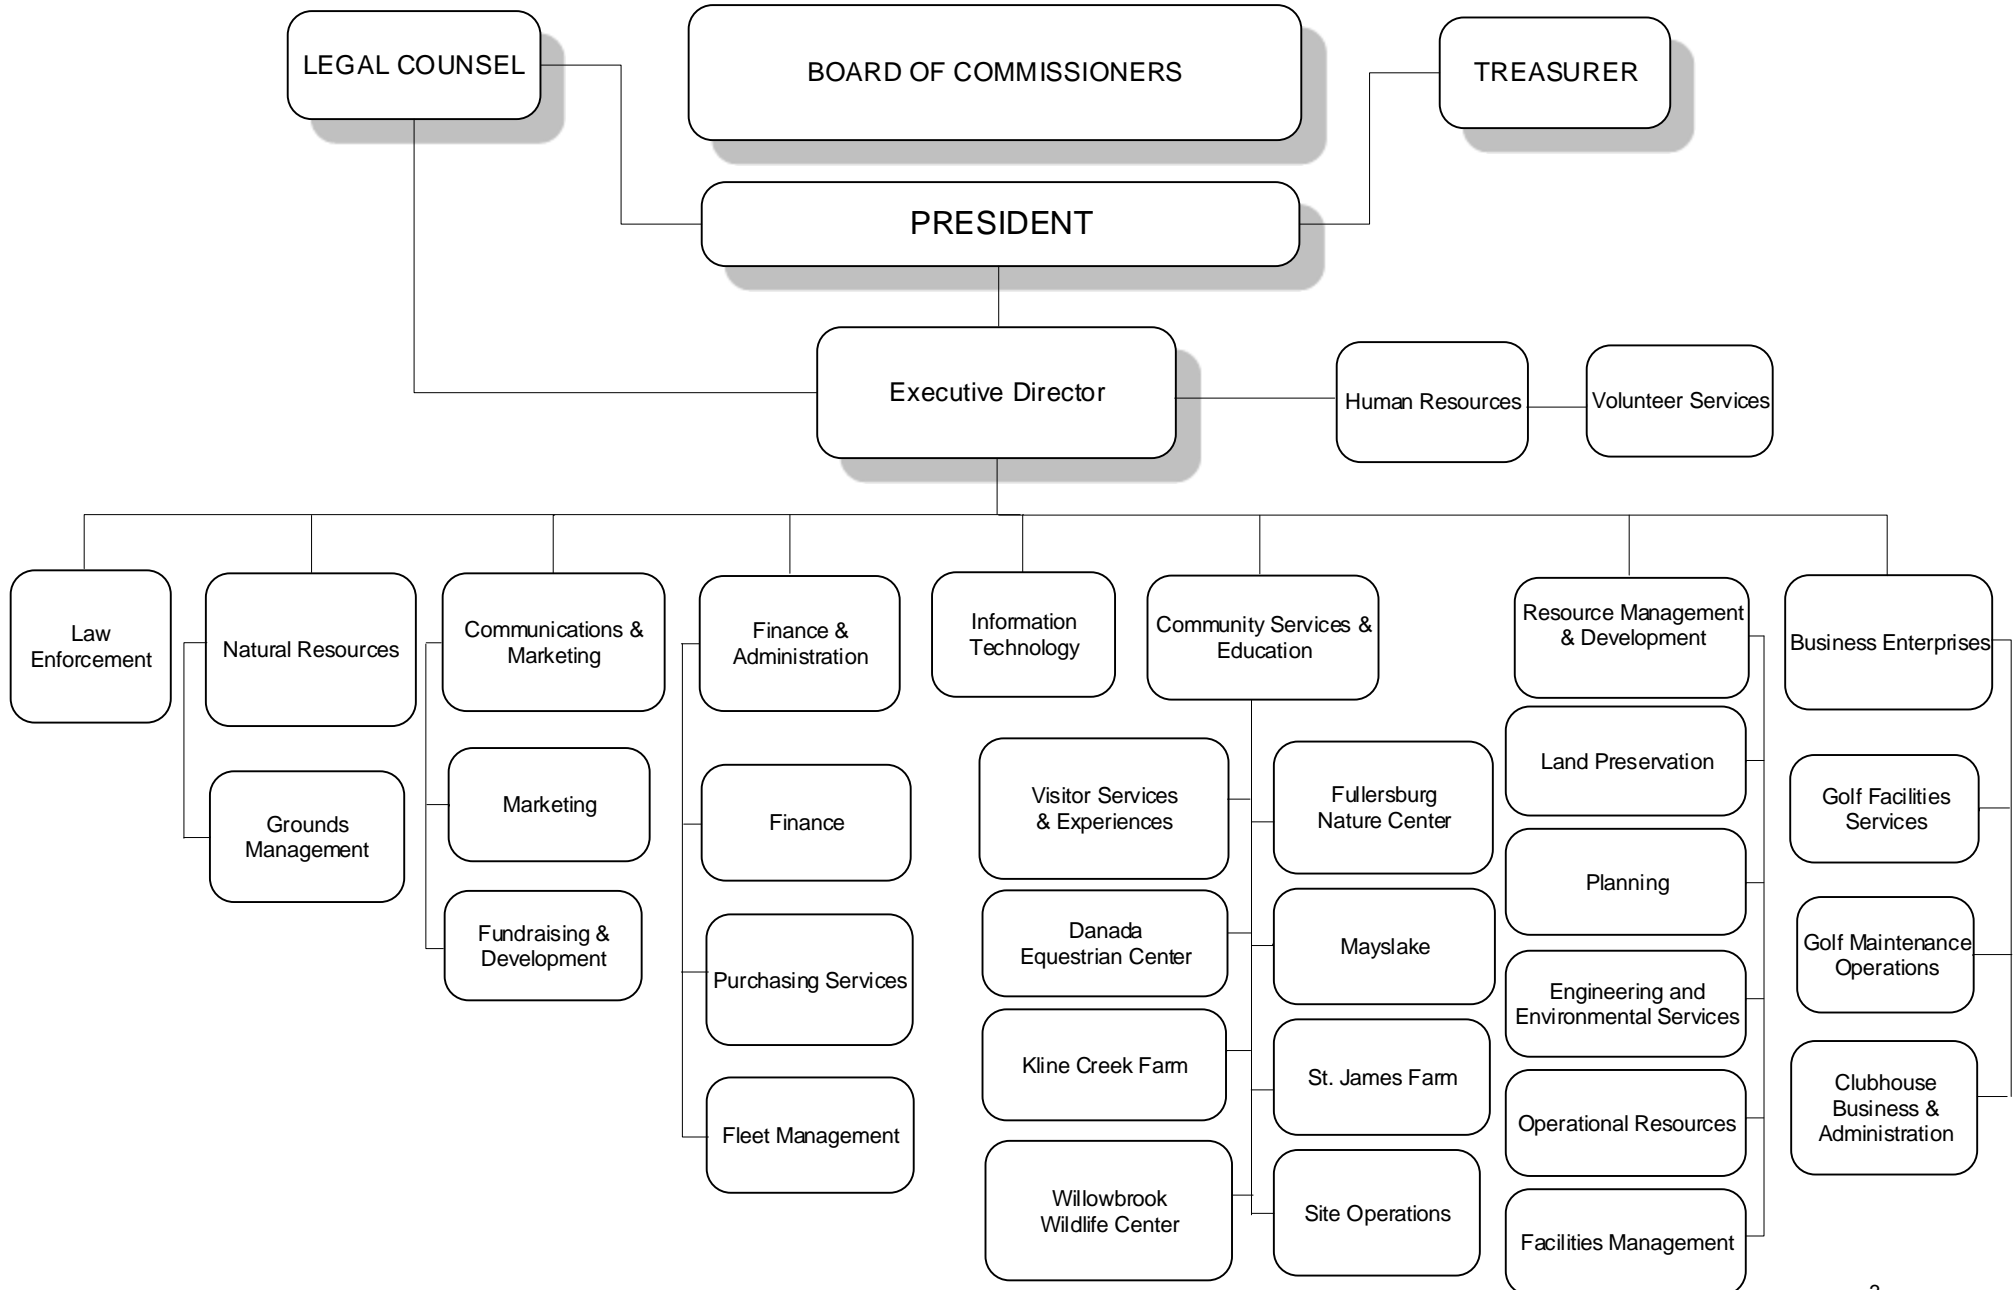 LEGAL COUNSEL
BOARD OF COMMISSIONERS
TREASURER
PRESIDENT
Executive Director
Human Resources
Volunteer Services
Law
Enforcement
Natural Resources
Communications &
Marketing
Finance &
Administration
Information
Technology
Community Services &
Education
Resource Management
& Development
Business Enterprises
Grounds
Management
Marketing
Fundraising &
Development
Finance
Purchasing Services
Fleet Management
Visitor Services
& Experiences
Danada
Equestrian Center
Kline Creek Farm
Willowbrook
Wildlife Center
Fullersburg
Nature Center
Mayslake
St. James Farm
Site Operations
Land Preservation
Planning
Engineering and
Environmental Services
Operational Resources
Facilities Management
Golf Facilities
Services
Golf Maintenance
Operations
Clubhouse
Business &
Administration